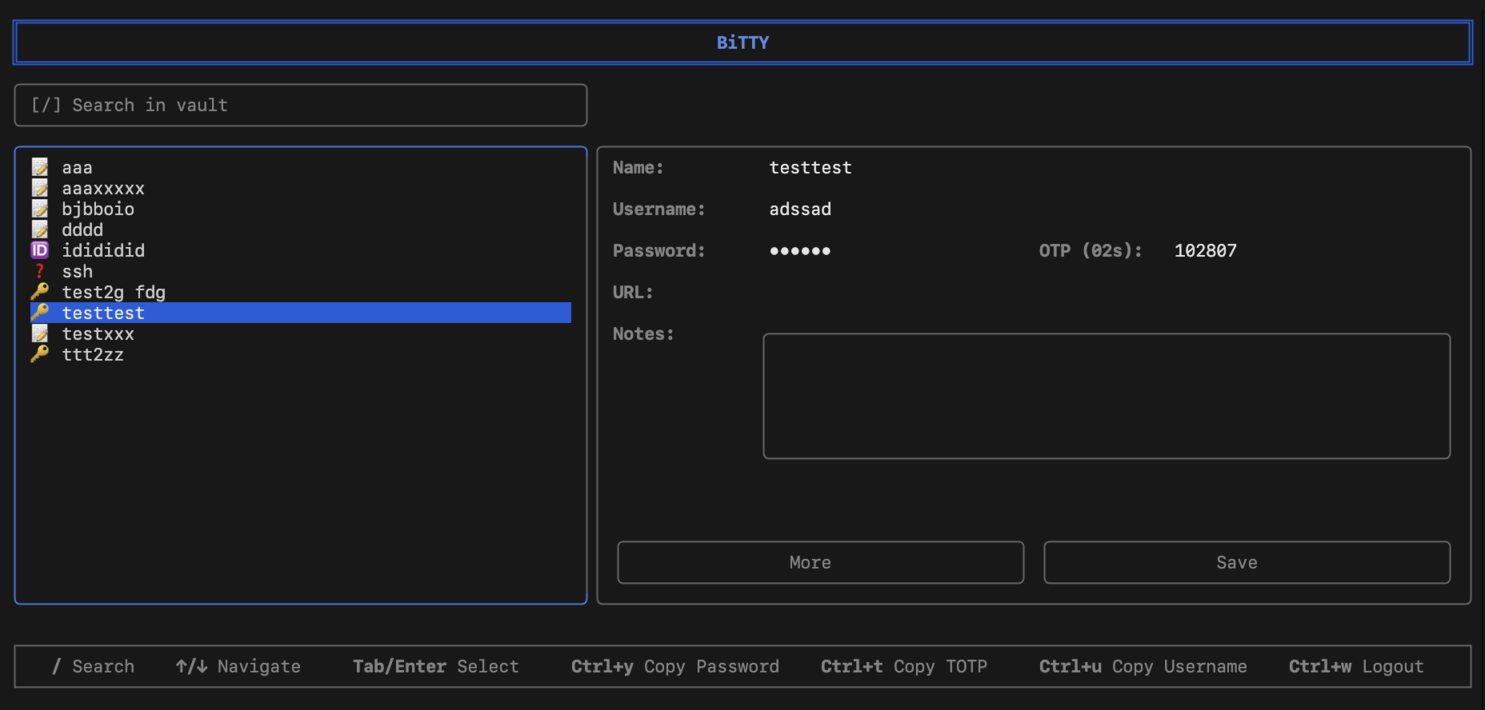 BiTTY
[/] Search in vault
aaa
aaaxxxxx
bjbboio
dddd
ID idididid
? ssh
test2g fdg
testtest
testxxx
ttt2zz
Name: testtest
Username: adssad
Password: •••••• OTP (02s): 102807
URL:
Notes:
More Save
/ Search ↑/↓ Navigate Tab/Enter Select Ctrl+y Copy Password Ctrl+t Copy TOTP Ctrl+u Copy Username Ctrl+w Logout